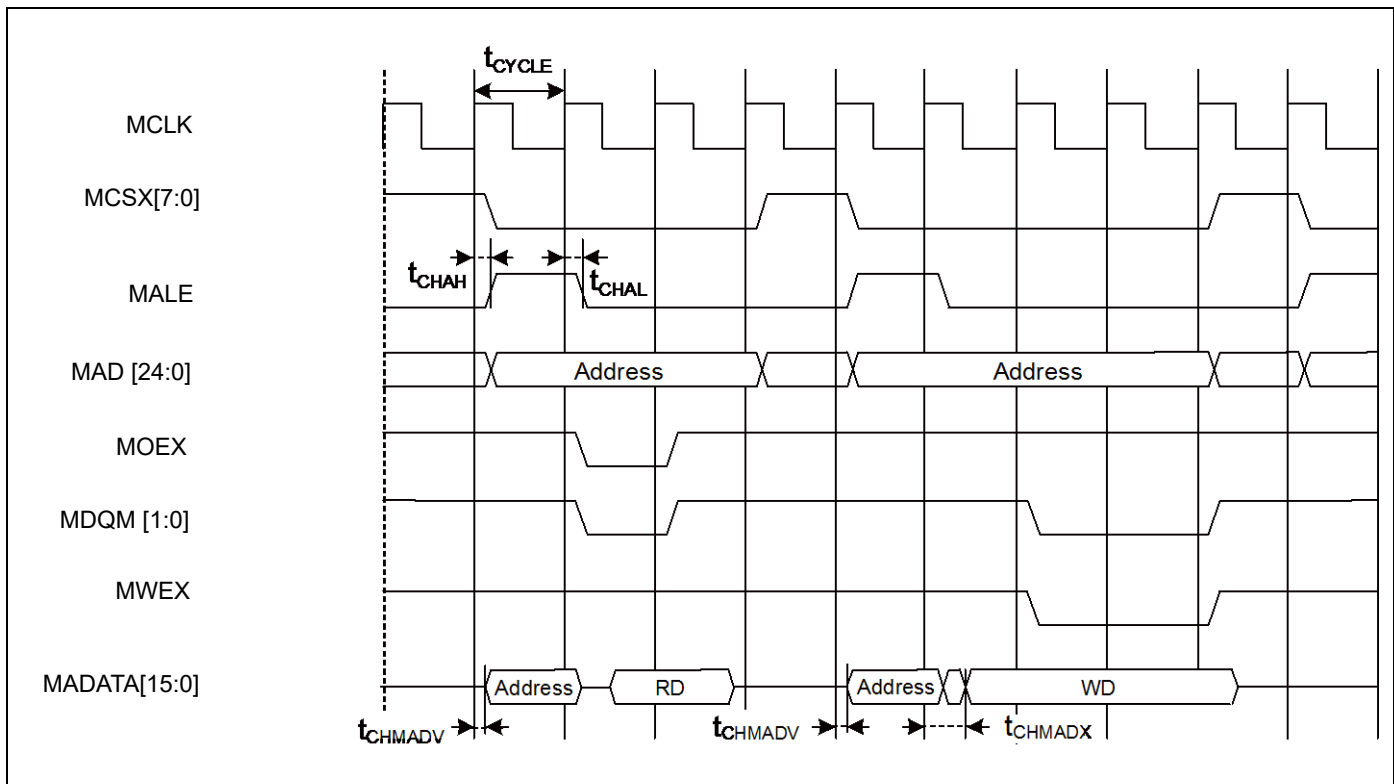 tCYCLE
MCLK
MCSX[7:0]
tCHAH
tCHAL
MALE
MAD [24:0]
Address
Address
MOEX
MDQM [1:0]
MWEX
MADATA[15:0]
Address
RD
Address
WD
tCHMADV
tCHMADV
tCHMADX